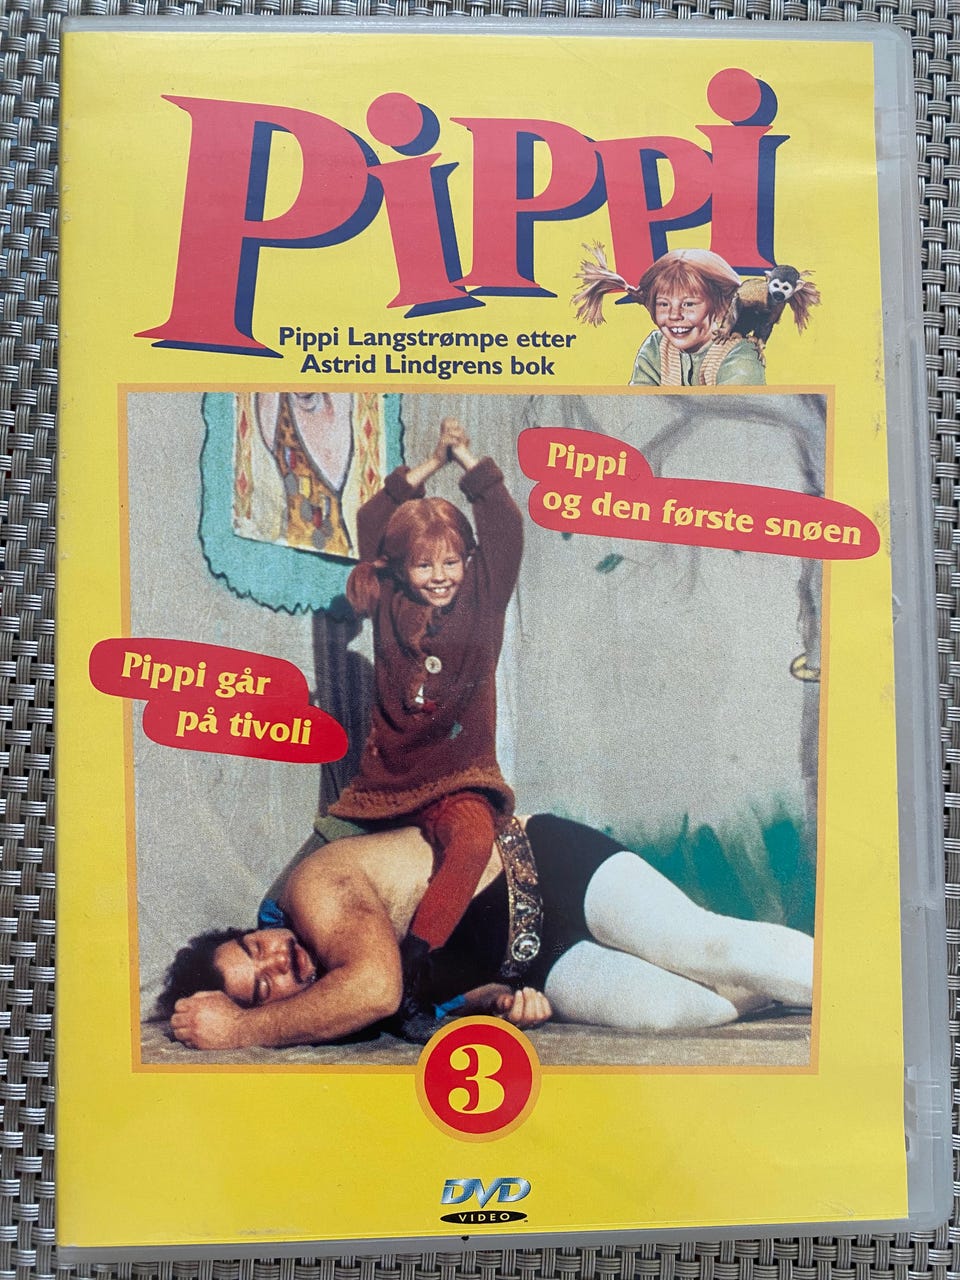 Pippi
Pippi Langstrømpe etter
Astrid Lindgrens bok
Pippi
og den første snøen
Pippi går
på tivoli
3
DVD
VIDEO